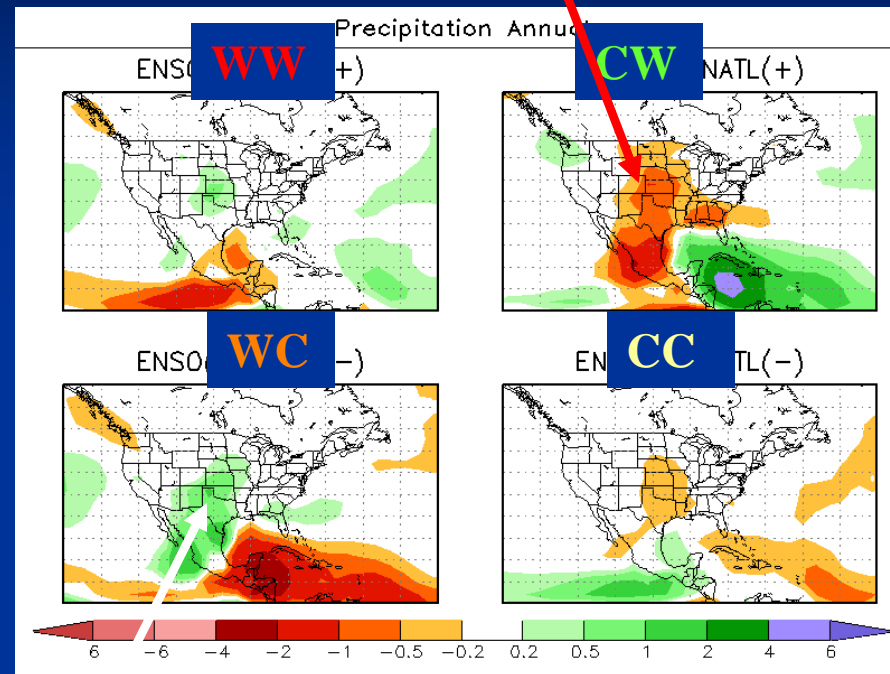 Precipitation Annu
ENSO WW +) CW NATL(+)
ENSO( WC −) EN CC TL(−)
6 −6 −4 −2 −1 −0.5 −0.2 0.2 0.5 1 2 4 6